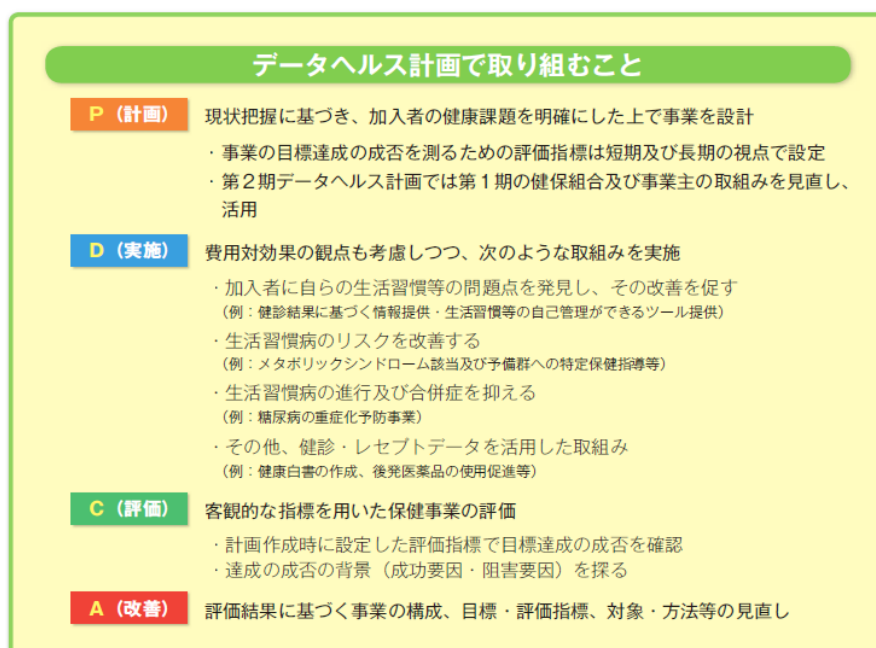 データヘルス計画で取り組むこと
P（計画） 現状把握に基づき、加入者の健康課題を明確にした上で事業を設計
・事業の目標達成の成否を測るための評価指標は短期及び長期の視点で設定
・第２期データヘルス計画では第１期の健保組合及び事業主の取組みを見直し、
活用
D（実施） 費用対効果の観点も考慮しつつ、次のような取組みを実施
・加入者に自らの生活習慣等の問題点を発見し、その改善を促す
（例：健診結果に基づく情報提供・生活習慣等の自己管理ができるツール提供）
・生活習慣病のリスクを改善する
（例：メタボリックシンドローム該当及び予備群への特定保健指導等）
・生活習慣病の進行及び合併症を抑える
（例：糖尿病の重症化予防事業）
・その他、健診・レセプトデータを活用した取組み
（例：健康白書の作成、後発医薬品の使用促進等）
C（評価） 客観的な指標を用いた保健事業の評価
・計画作成時に設定した評価指標で目標達成の成否を確認
・達成の成否の背景（成功要因・阻害要因）を探る
A（改善） 評価結果に基づく事業の構成、目標・評価指標、対象・方法等の見直し